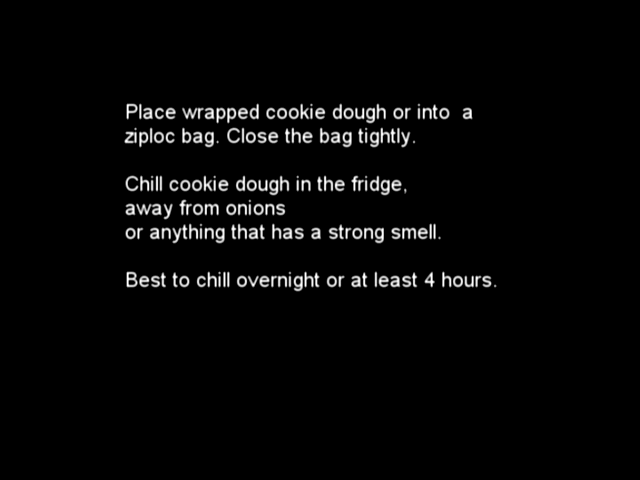 Place wrapped cookie dough or into  a
ziploc bag. Close the bag tightly.
Chill cookie dough in the fridge,
away from onions
or anything that has a strong smell.
Best to chill overnight or at least 4 hours.